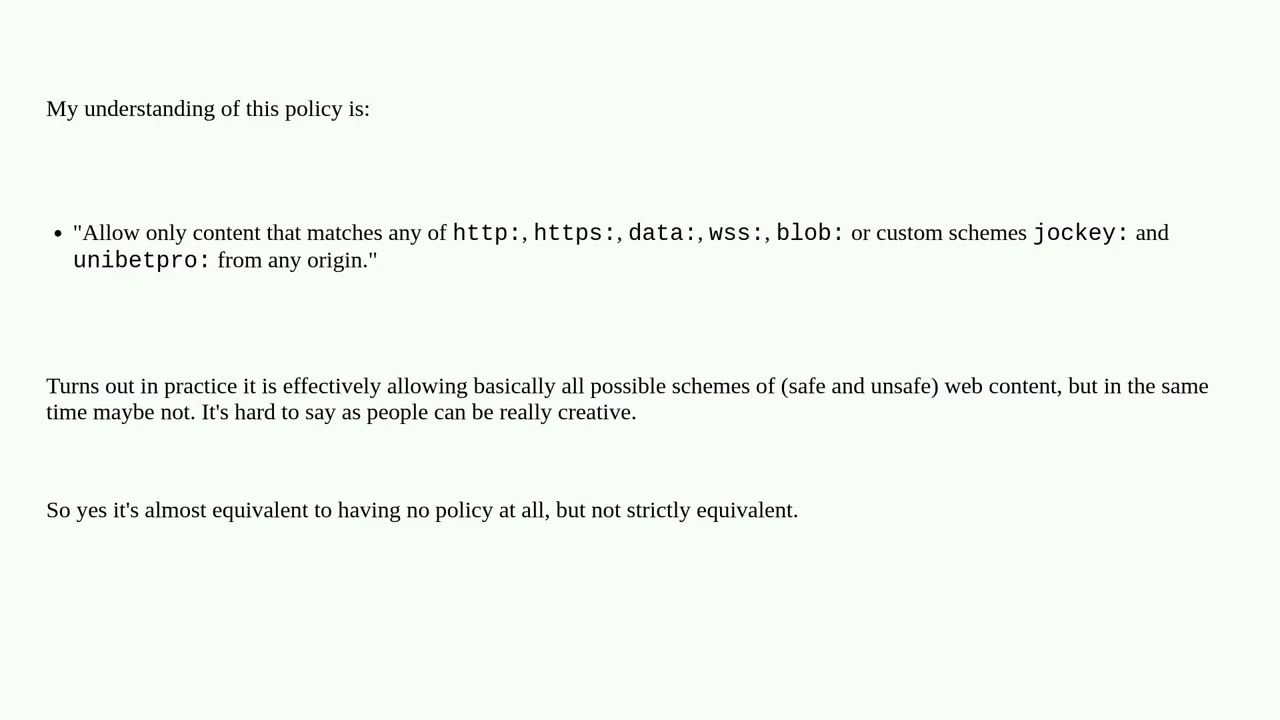 My understanding of this policy is:
• "Allow only content that matches any of http:, https:, data:, wss:, blob: or custom schemes jockey: and
unibetpro: from any origin."
Turns out in practice it is effectively allowing basically all possible schemes of (safe and unsafe) web content, but in the same
time maybe not. It's hard to say as people can be really creative.
So yes it's almost equivalent to having no policy at all, but not strictly equivalent.